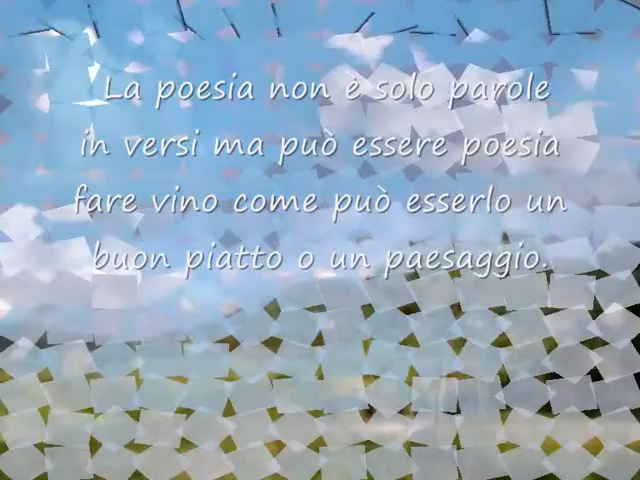 La poesia non è solo parole
in versi ma può essere poesia
fare vino come può esserlo un
buon piatto o un paesaggio.